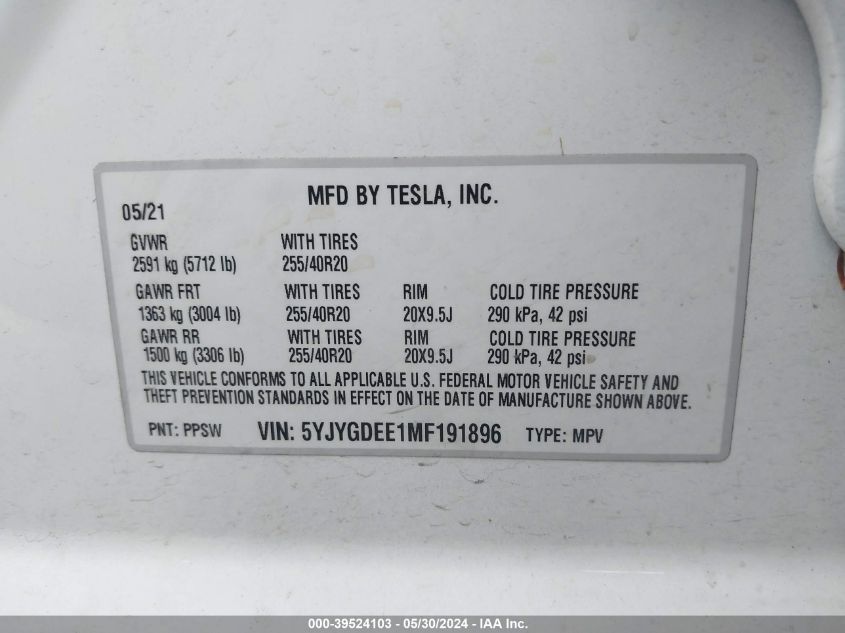 MFD BY TESLA, INC.
05/21
GVWR WITH TIRES
2591 kg (5712 lb) 255/40R20
GAWR FRT WITH TIRES RIM COLD TIRE PRESSURE
1363 kg (3004 lb) 255/40R20 20X9.5J 290 kPa, 42 psi
GAWR RR WITH TIRES RIM COLD TIRE PRESSURE
1500 kg (3306 lb) 255/40R20 20X9.5J 290 kPa, 42 psi
THIS VEHICLE CONFORMS TO ALL APPLICABLE U.S. FEDERAL MOTOR VEHICLE SAFETY AND
THEFT PREVENTION STANDARDS IN EFFECT ON THE DATE OF MANUFACTURE SHOWN ABOVE.
PNT: PPSW VIN: 5YJYGDEE1MF191896 TYPE: MPV
000-39524103 - 05/30/2024 - IAA Inc.